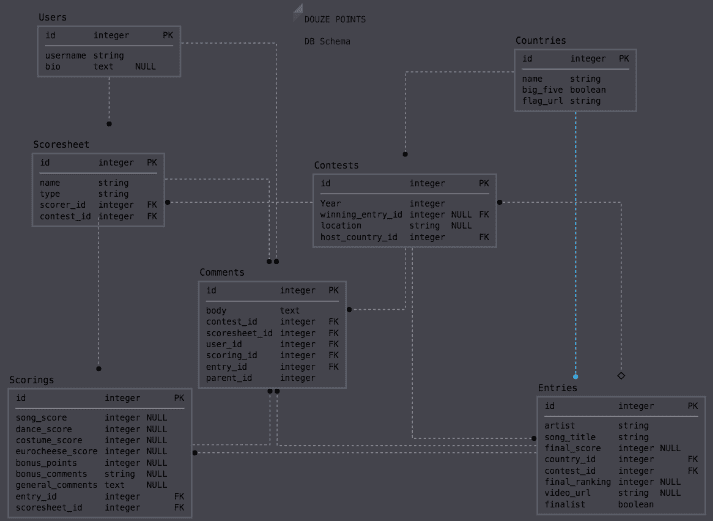 DOUZE POINTS
DB Schema
Users
id integer PK
username string
bio text NULL
Countries
id integer PK
name string
big_five boolean
flag_url string
Scoresheet
id integer PK
name string
type string
scorer_id integer FK
contest_id integer FK
Contests
id integer PK
Year integer
winning_entry_id integer NULL FK
location string NULL
host_country_id integer FK
Comments
id integer PK
body text
contest_id integer FK
scoresheet_id integer FK
user_id integer FK
scoring_id integer FK
entry_id integer FK
parent_id integer
Scorings
id integer PK
song_score integer NULL
dance_score integer NULL
costume_score integer NULL
eurocheese_score integer NULL
bonus_points integer NULL
bonus_comments string NULL
general_comments text NULL
entry_id integer FK
scoresheet_id integer FK
Entries
id integer PK
artist string
song_title string
final_score integer NULL
country_id integer FK
contest_id integer FK
final_ranking integer NULL
video_url string NULL
finalist boolean